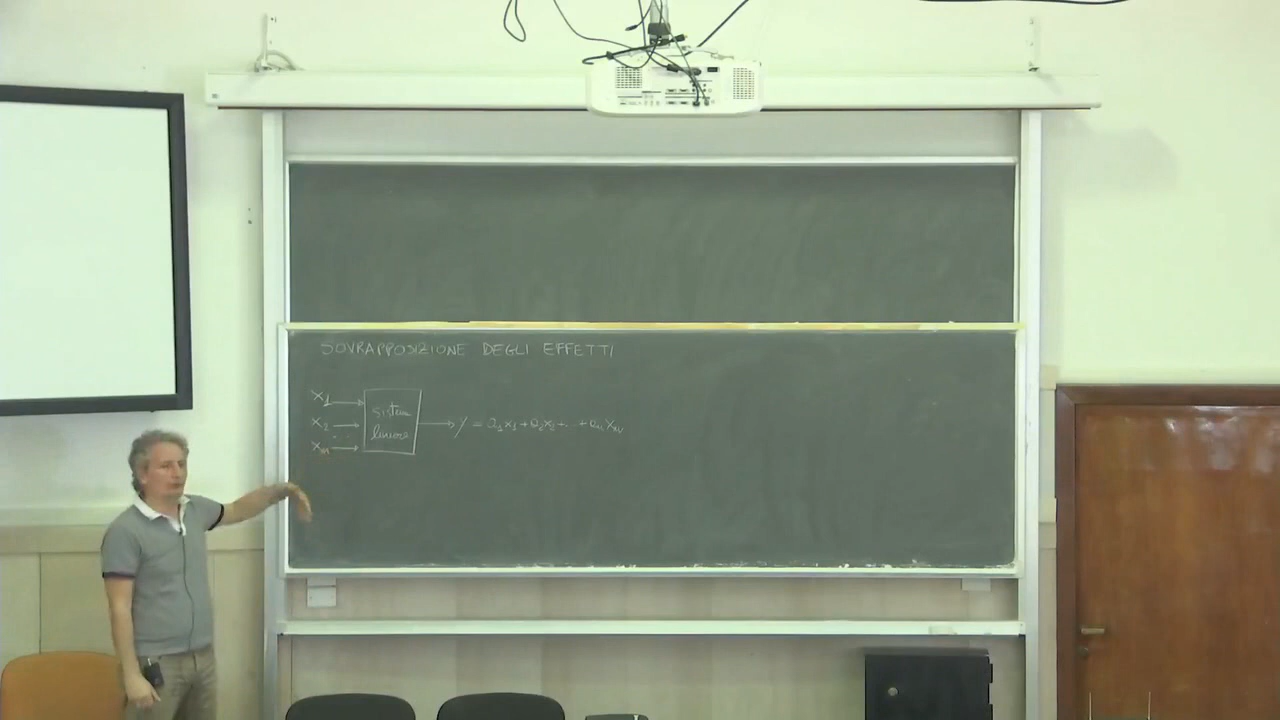 SOVRAPPOSIZIONE DEGLI EFFETTI
x₁
x₂ sistema y = a₁x₁+a₂x₂+...+aₙxₙ
... lineare
xₙ